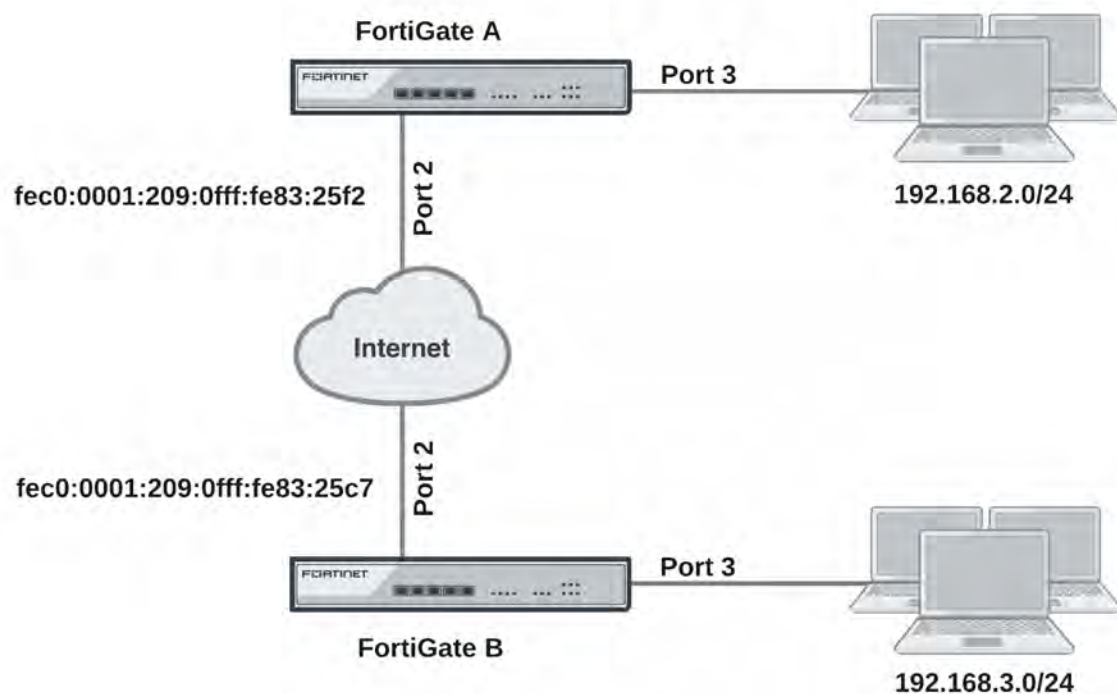 FortiGate A
FORTINET
Port 3
Port 2
fec0:0001:209:0fff:fe83:25f2
192.168.2.0/24
Internet
Port 2
fec0:0001:209:0fff:fe83:25c7
FORTINET
Port 3
FortiGate B
192.168.3.0/24